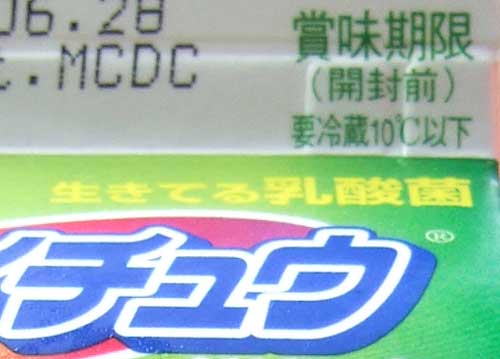 06.28
賞味期限
t.MCDC
(開封前)
要冷蔵10℃以下
生きてる乳酸菌
イチュウ®